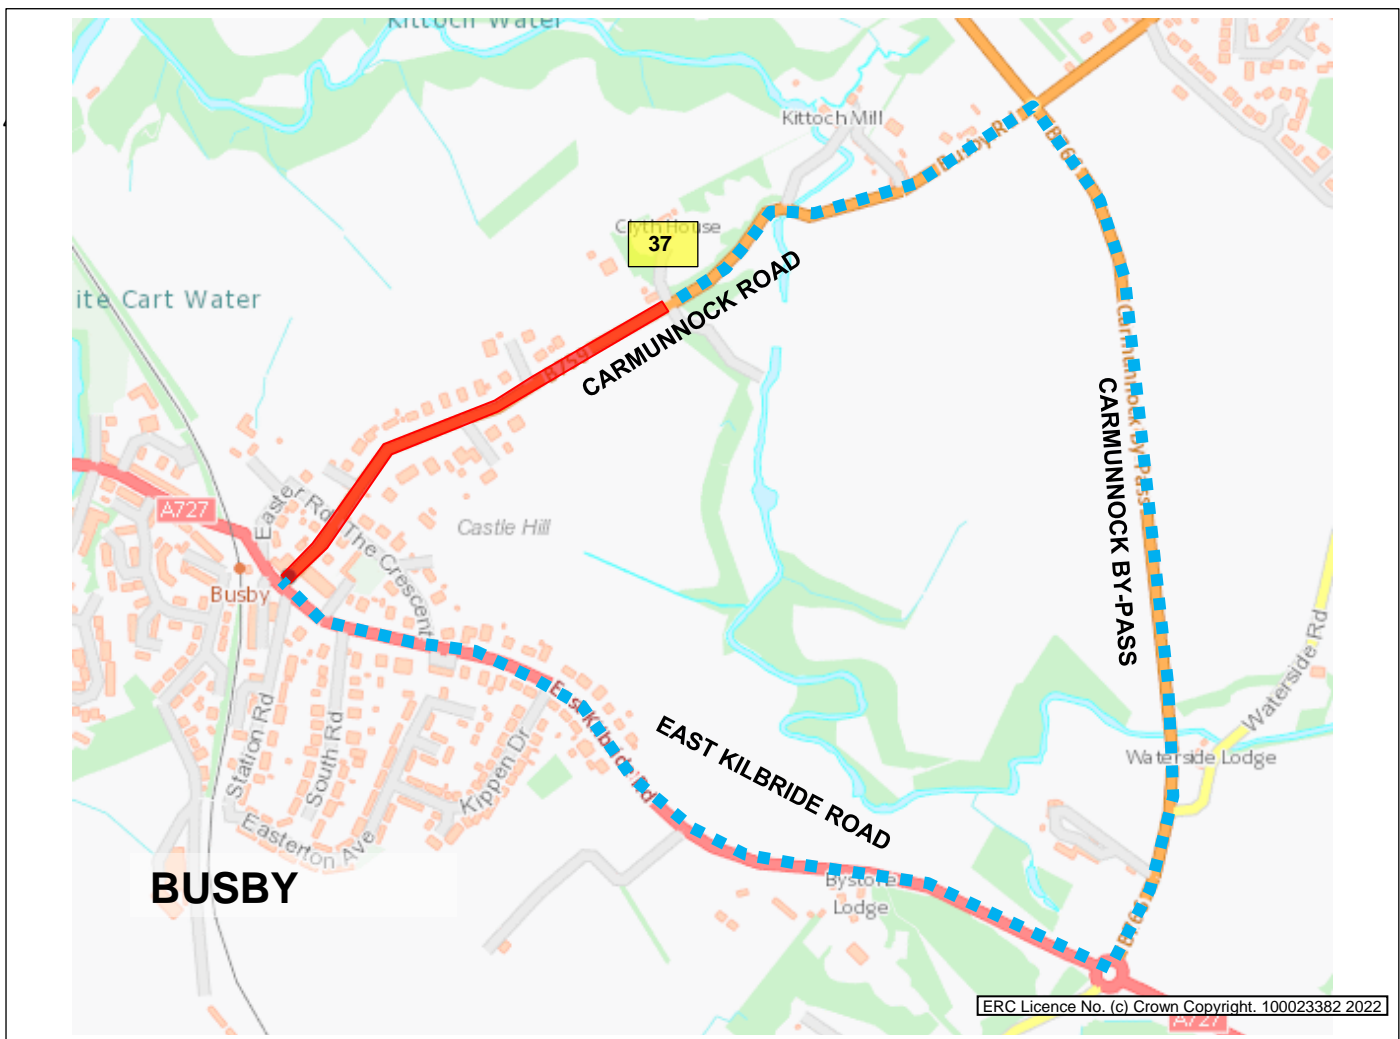 Kittoch Water
Kittoch Mill
Busby Rd
Clyth House
37
ite Cart Water
CARMUNNOCK ROAD
B759
Carmunnock By-Pass
CARMUNNOCK BY-PASS
A727
Easter Rd
The Crescent
Castle Hill
Busby
East Kilbride Rd
EAST KILBRIDE ROAD
Waterside Rd
Waterside Lodge
Station Rd
South Rd
Kippen Dr
Easterton Ave
BUSBY
Lodge
ERC Licence No. (c) Crown Copyright. 100023382 2022
A727